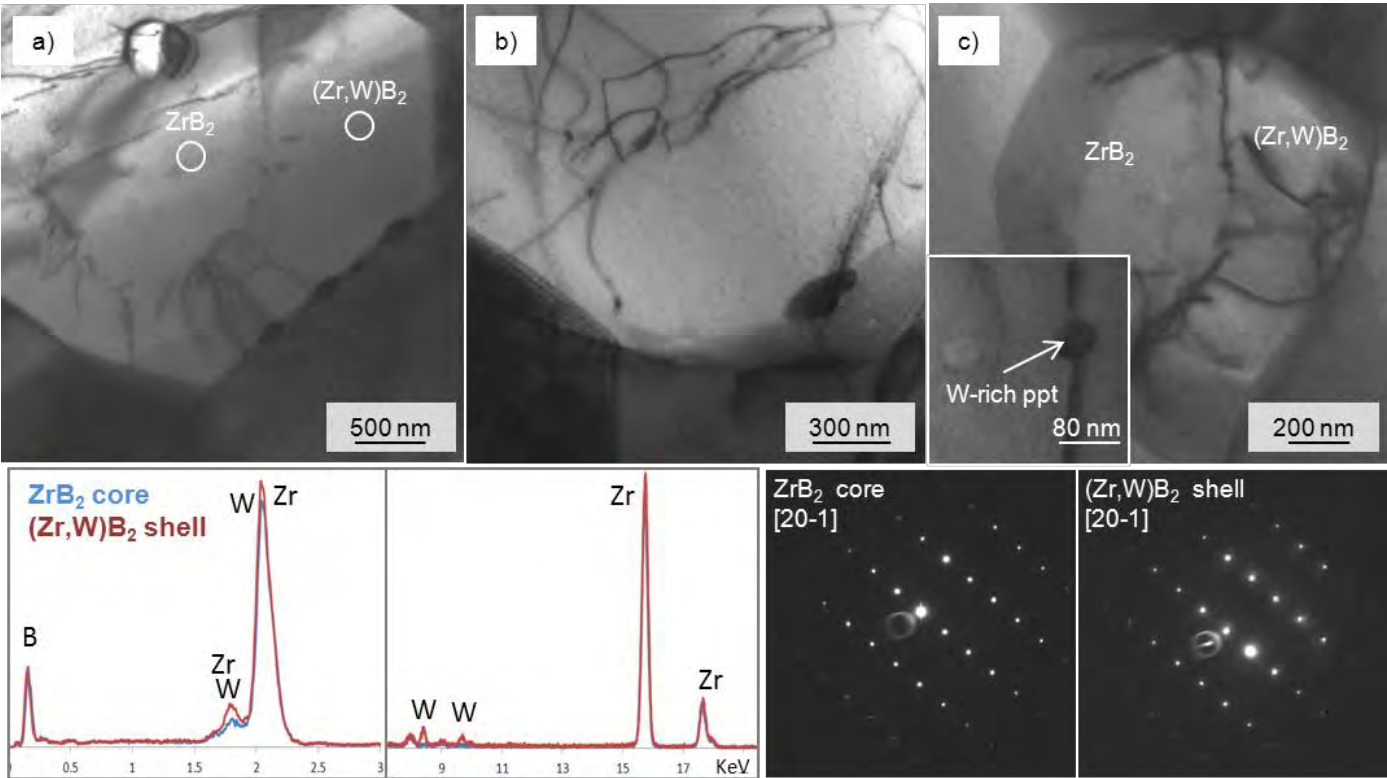 a)
ZrB₂
(Zr,W)B₂
500 nm
b)
300 nm
c)
ZrB₂
(Zr,W)B₂
W-rich ppt
80 nm
200 nm
ZrB₂ core
(Zr,W)B₂ shell
B
Zr
W
W
Zr
0 0.5 1 1.5 2 2.5 3
W
W
Zr
Zr
9 11 13 15 17 KeV
ZrB₂ core
[20-1]
(Zr,W)B₂ shell
[20-1]